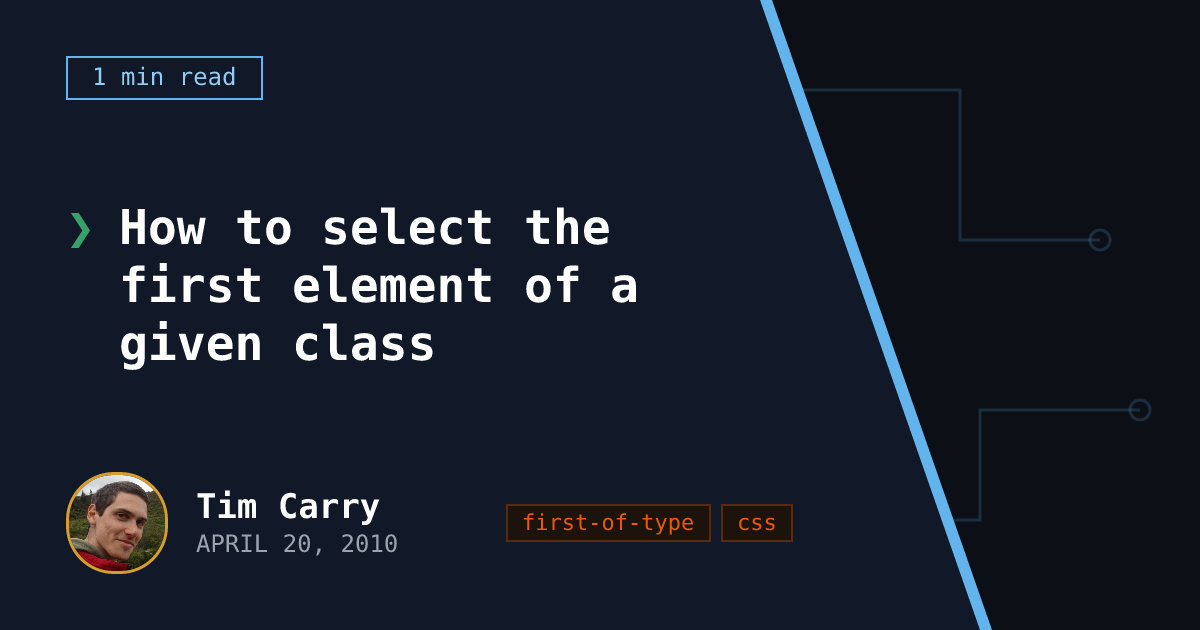 1 min read
❯ How to select the
first element of a
given class
Tim Carry
APRIL 20, 2010
first-of-type css